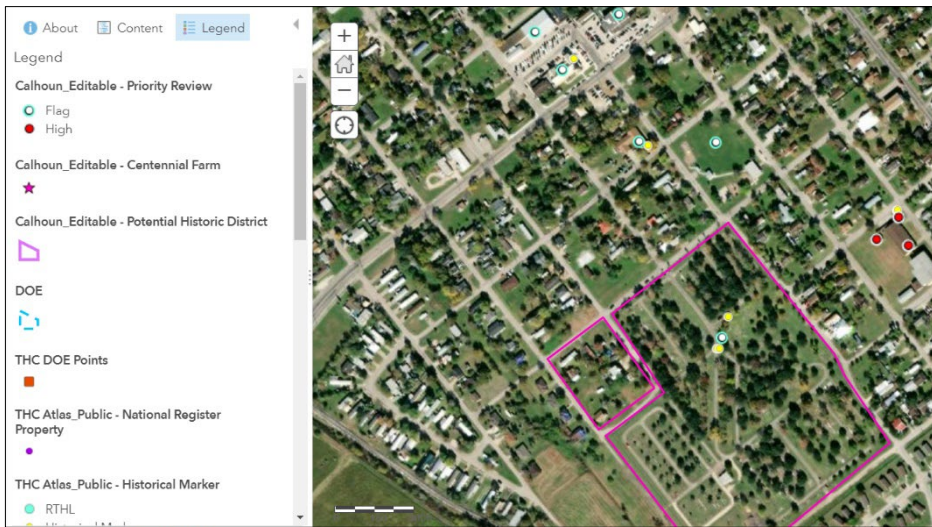 About Content Legend
Legend
Calhoun_Editable - Priority Review
Flag
High
Calhoun_Editable - Centennial Farm
Calhoun_Editable - Potential Historic District
DOE
THC DOE Points
THC Atlas_Public - National Register
Property
THC Atlas_Public - Historical Marker
RTHL